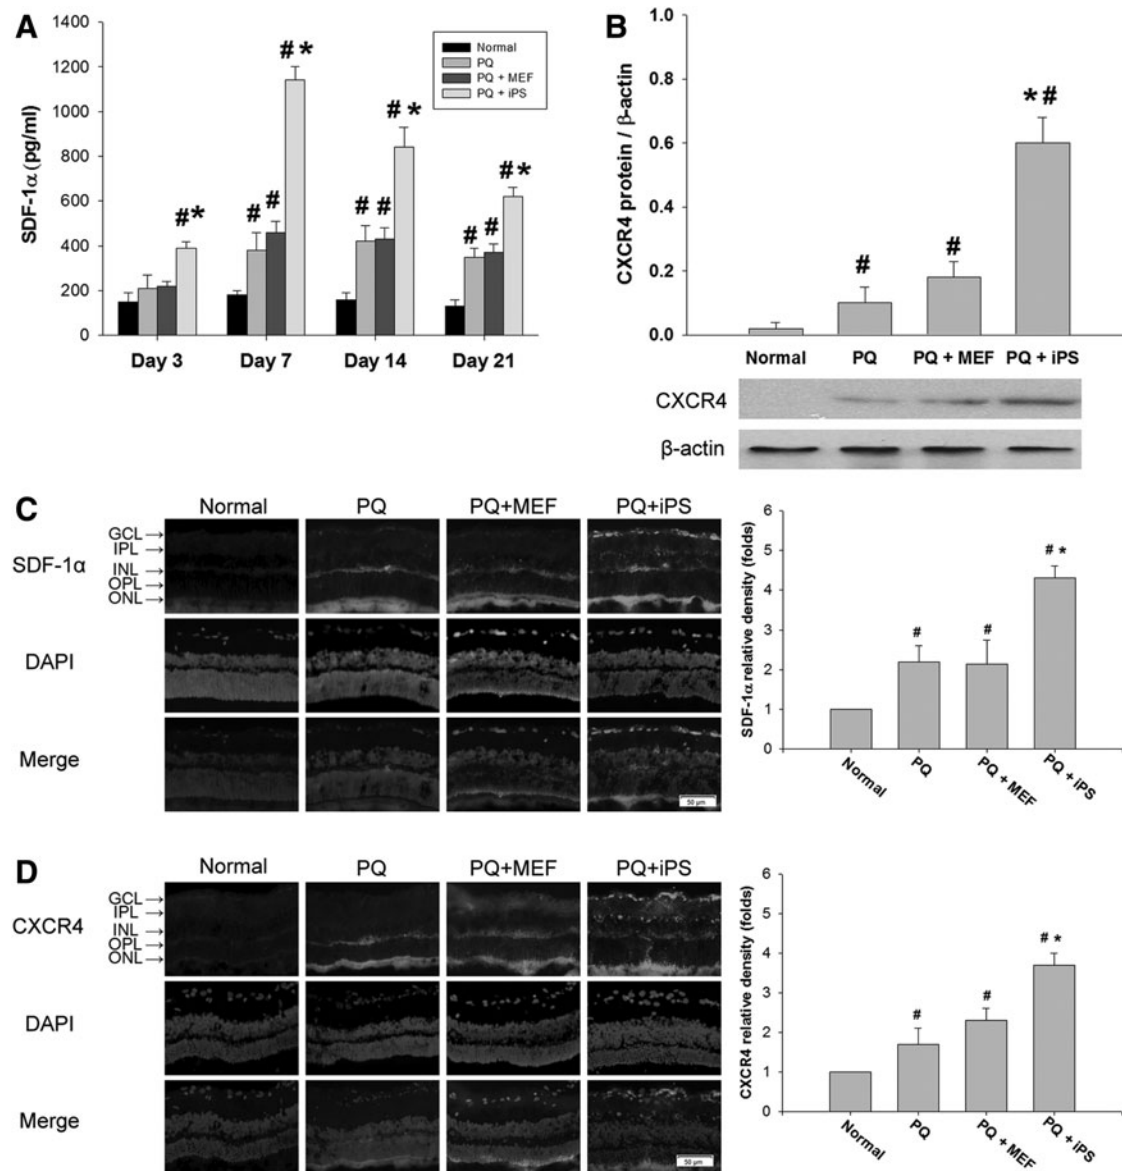 A
SDF-1α (pg/ml)
1400
1200
1000
800
600
400
200
0
Normal
PQ
PQ + MEF
PQ + iPS
#*
# #
#*
# #
#*
# #
#*
Day 3 Day 7 Day 14 Day 21
B
CXCR4 protein / β-actin
1.0
0.8
0.6
0.4
0.2
0.0
#
#
*#
Normal PQ PQ + MEF PQ + iPS
CXCR4
β-actin
C
Normal PQ PQ+MEF PQ+iPS
SDF-1α
GCL→
IPL→
INL→
OPL→
ONL→
DAPI
Merge
50 μm
SDF-1α relative density (folds)
6
5
4
3
2
1
0
#
#
# *
Normal
PQ
PQ + MEF
PQ + iPS
D
Normal PQ PQ+MEF PQ+iPS
CXCR4
GCL→
IPL→
INL→
OPL→
ONL→
DAPI
Merge
50 μm
CXCR4 relative density (folds)
6
5
4
3
2
1
0
#
#
# *
Normal
PQ
PQ + MEF
PQ + iPS